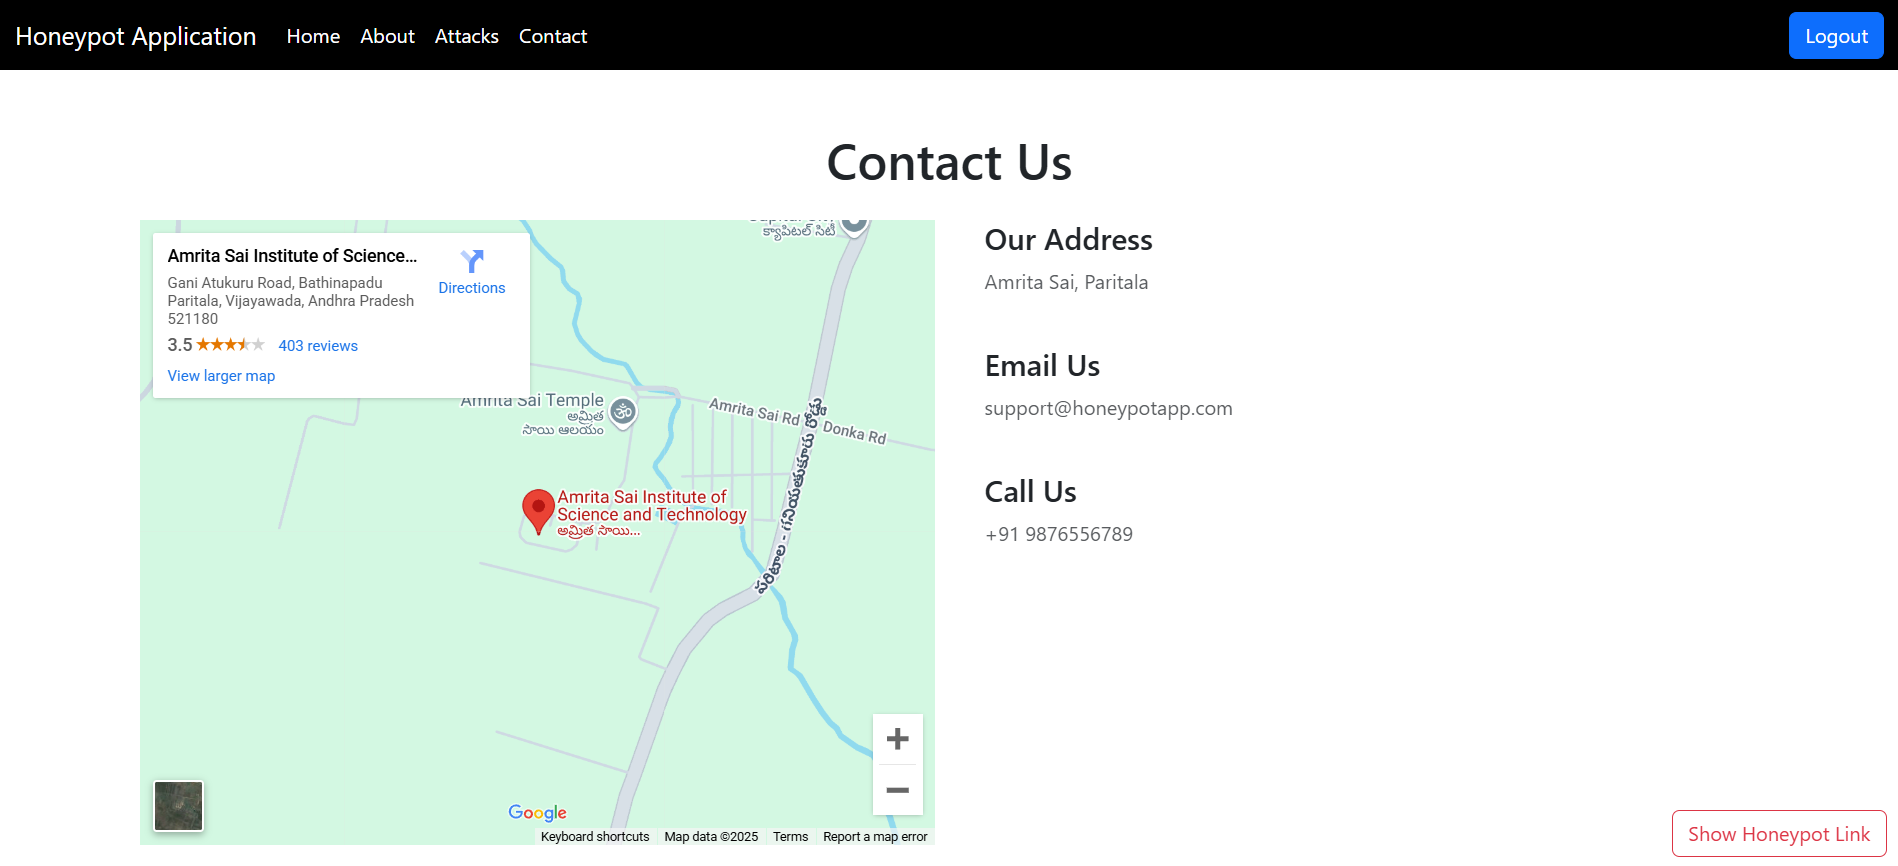 Honeypot Application Home About Attacks Contact Logout
Contact Us
Amrita Sai Institute of Science...
Gani Atukuru Road, Bathinapadu
Paritala, Vijayawada, Andhra Pradesh
521180
Directions
3.5 403 reviews
View larger map
క్యాపిటల్ సిటీ
Amrita Sai Temple
అమ్రిత
సాయి ఆలయం
Amrita Sai Rd
Donka Rd
Amrita Sai Institute of
Science and Technology
అమ్రిత సాయి...
Google
Keyboard shortcuts Map data ©2025 Terms Report a map error
Our Address
Amrita Sai, Paritala
Email Us
support@honeypotapp.com
Call Us
+91 9876556789
Show Honeypot Link